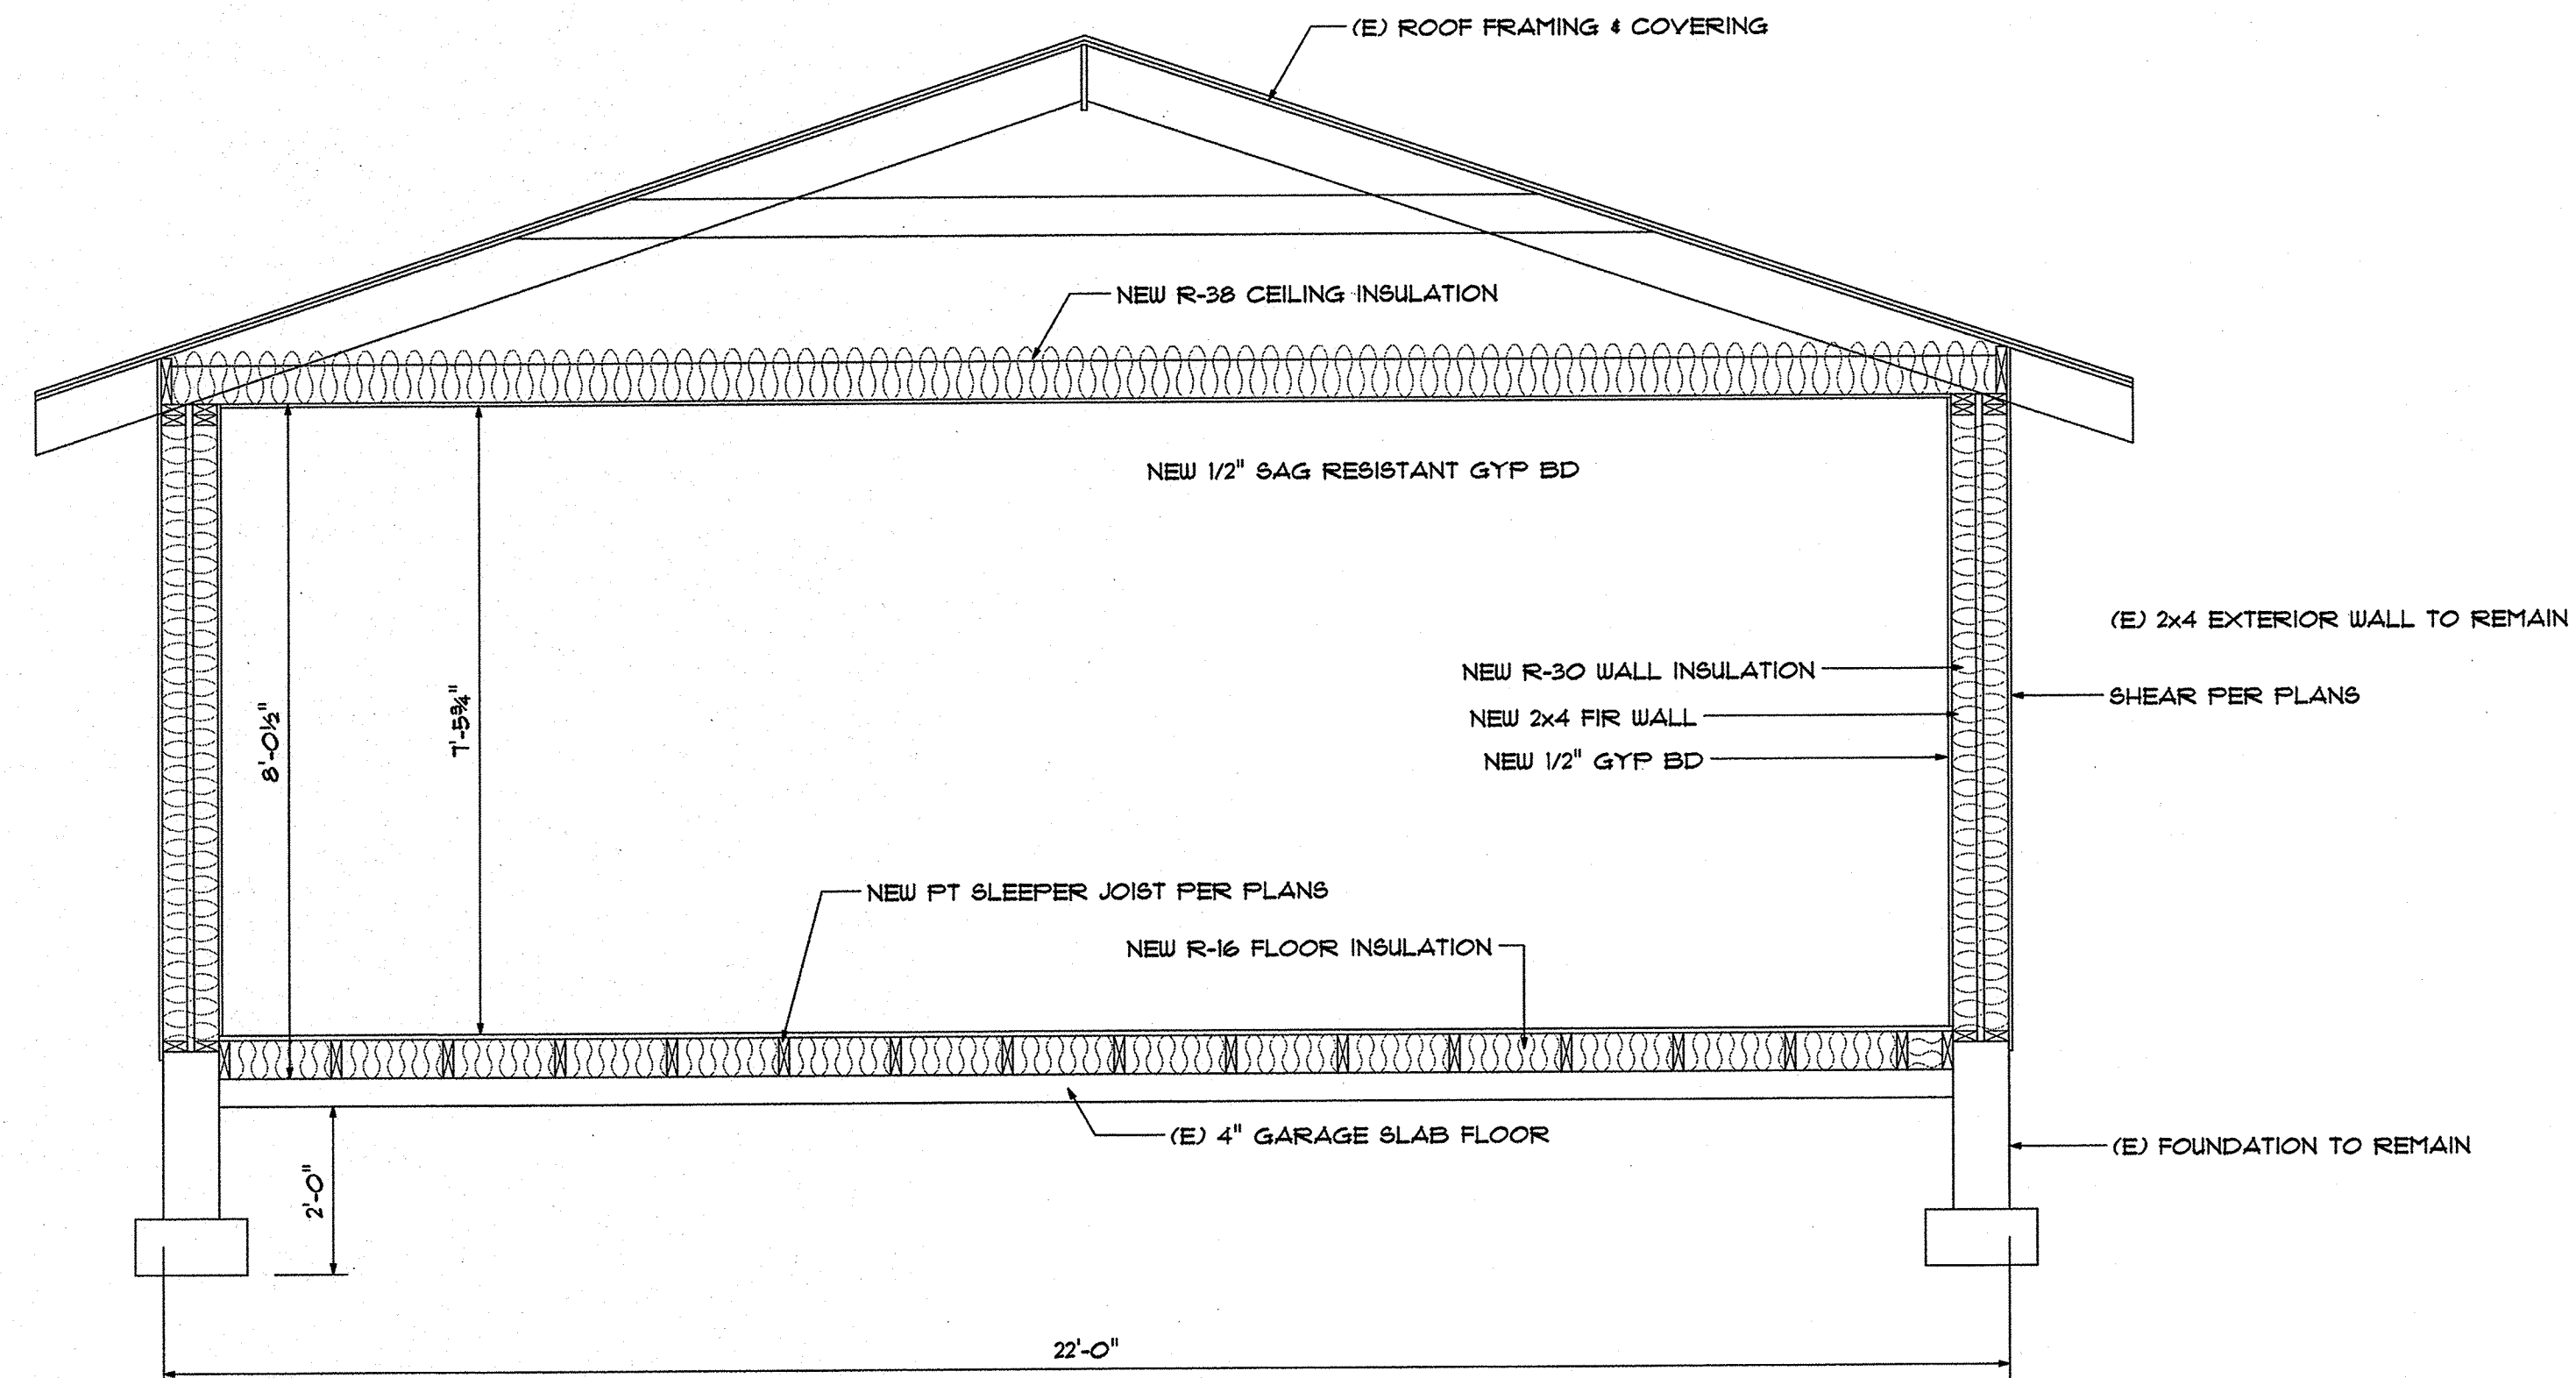 (E) ROOF FRAMING & COVERING
NEW R-38 CEILING INSULATION
NEW 1/2" SAG RESISTANT GYP BD
(E) 2x4 EXTERIOR WALL TO REMAIN
NEW R-30 WALL INSULATION
SHEAR PER PLANS
NEW 2x4 FIR WALL
NEW 1/2" GYP BD
8'-0½"
7'-5¾"
NEW PT SLEEPER JOIST PER PLANS
NEW R-16 FLOOR INSULATION
(E) 4" GARAGE SLAB FLOOR
(E) FOUNDATION TO REMAIN
2'-0"
22'-0"